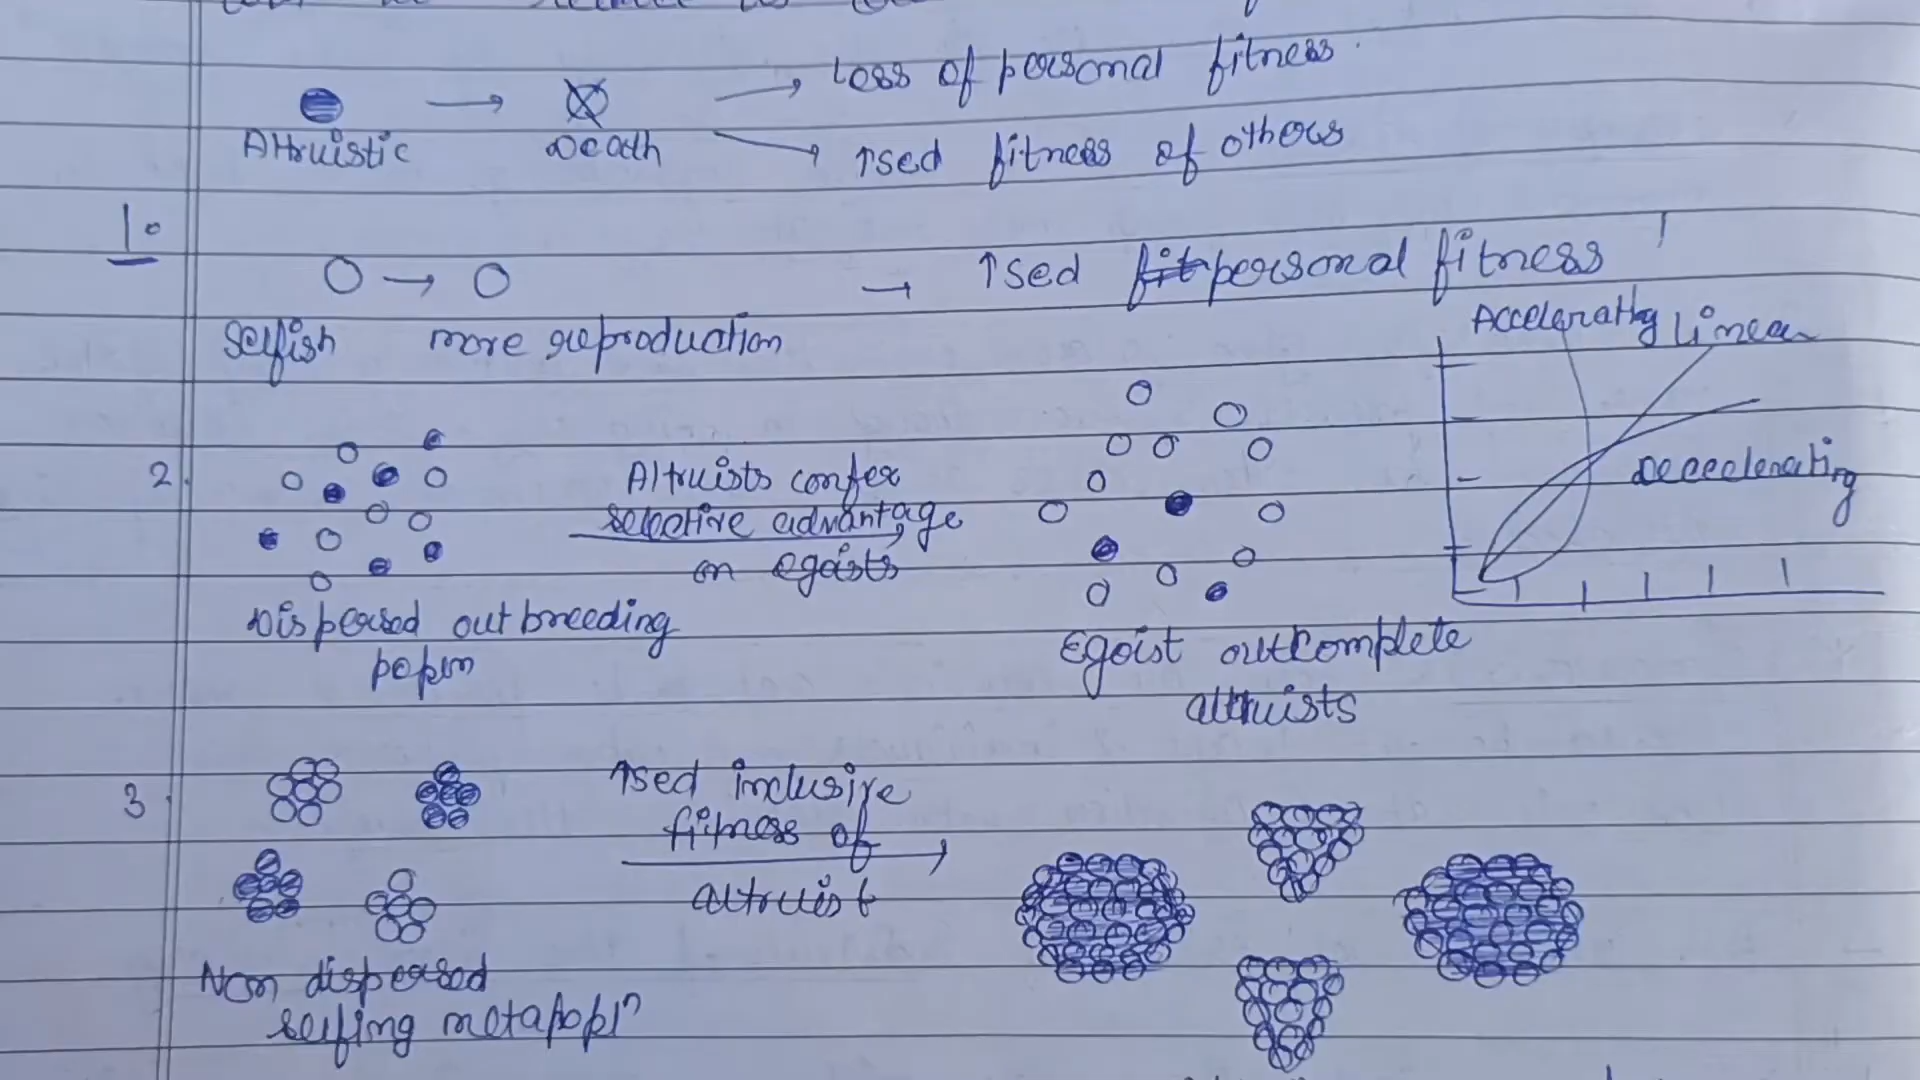 Altruistic → Death → Loss of personal fitness
→ ↑sed fitness of others
1.
○ → ○ → ↑sed personal fitness
Selfish more reproduction
Accelerating Linear
Decelerating
2.
Altruists confer
selective advantage
on egoists
Dispersed outbreeding
popln
Egoist outcomplete
altruists
3.
↑sed inclusive
fitness of
altruist
Non dispersed
selfing metapopln